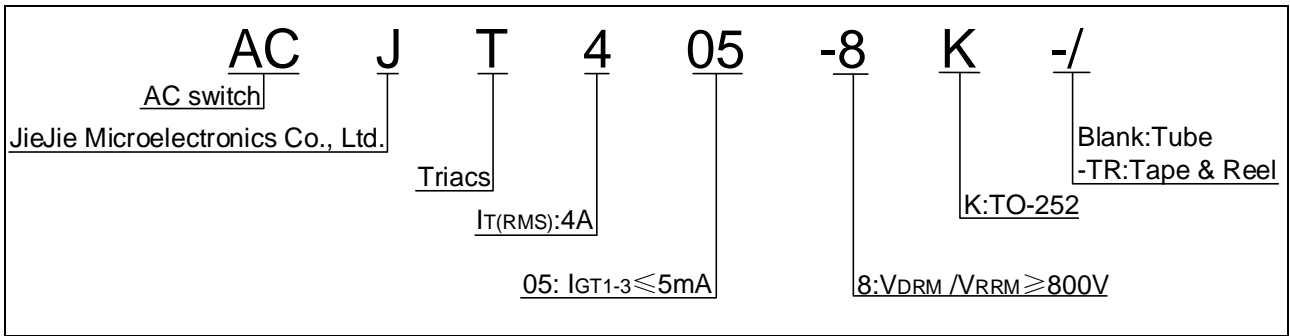 AC J T 4 05 -8 K -/
AC switch
JieJie Microelectronics Co., Ltd.
Blank:Tube
-TR:Tape & Reel
Triacs
K:TO-252
IT(RMS):4A
05: IGT1-3≤5mA
8:VDRM /VRRM≥800V